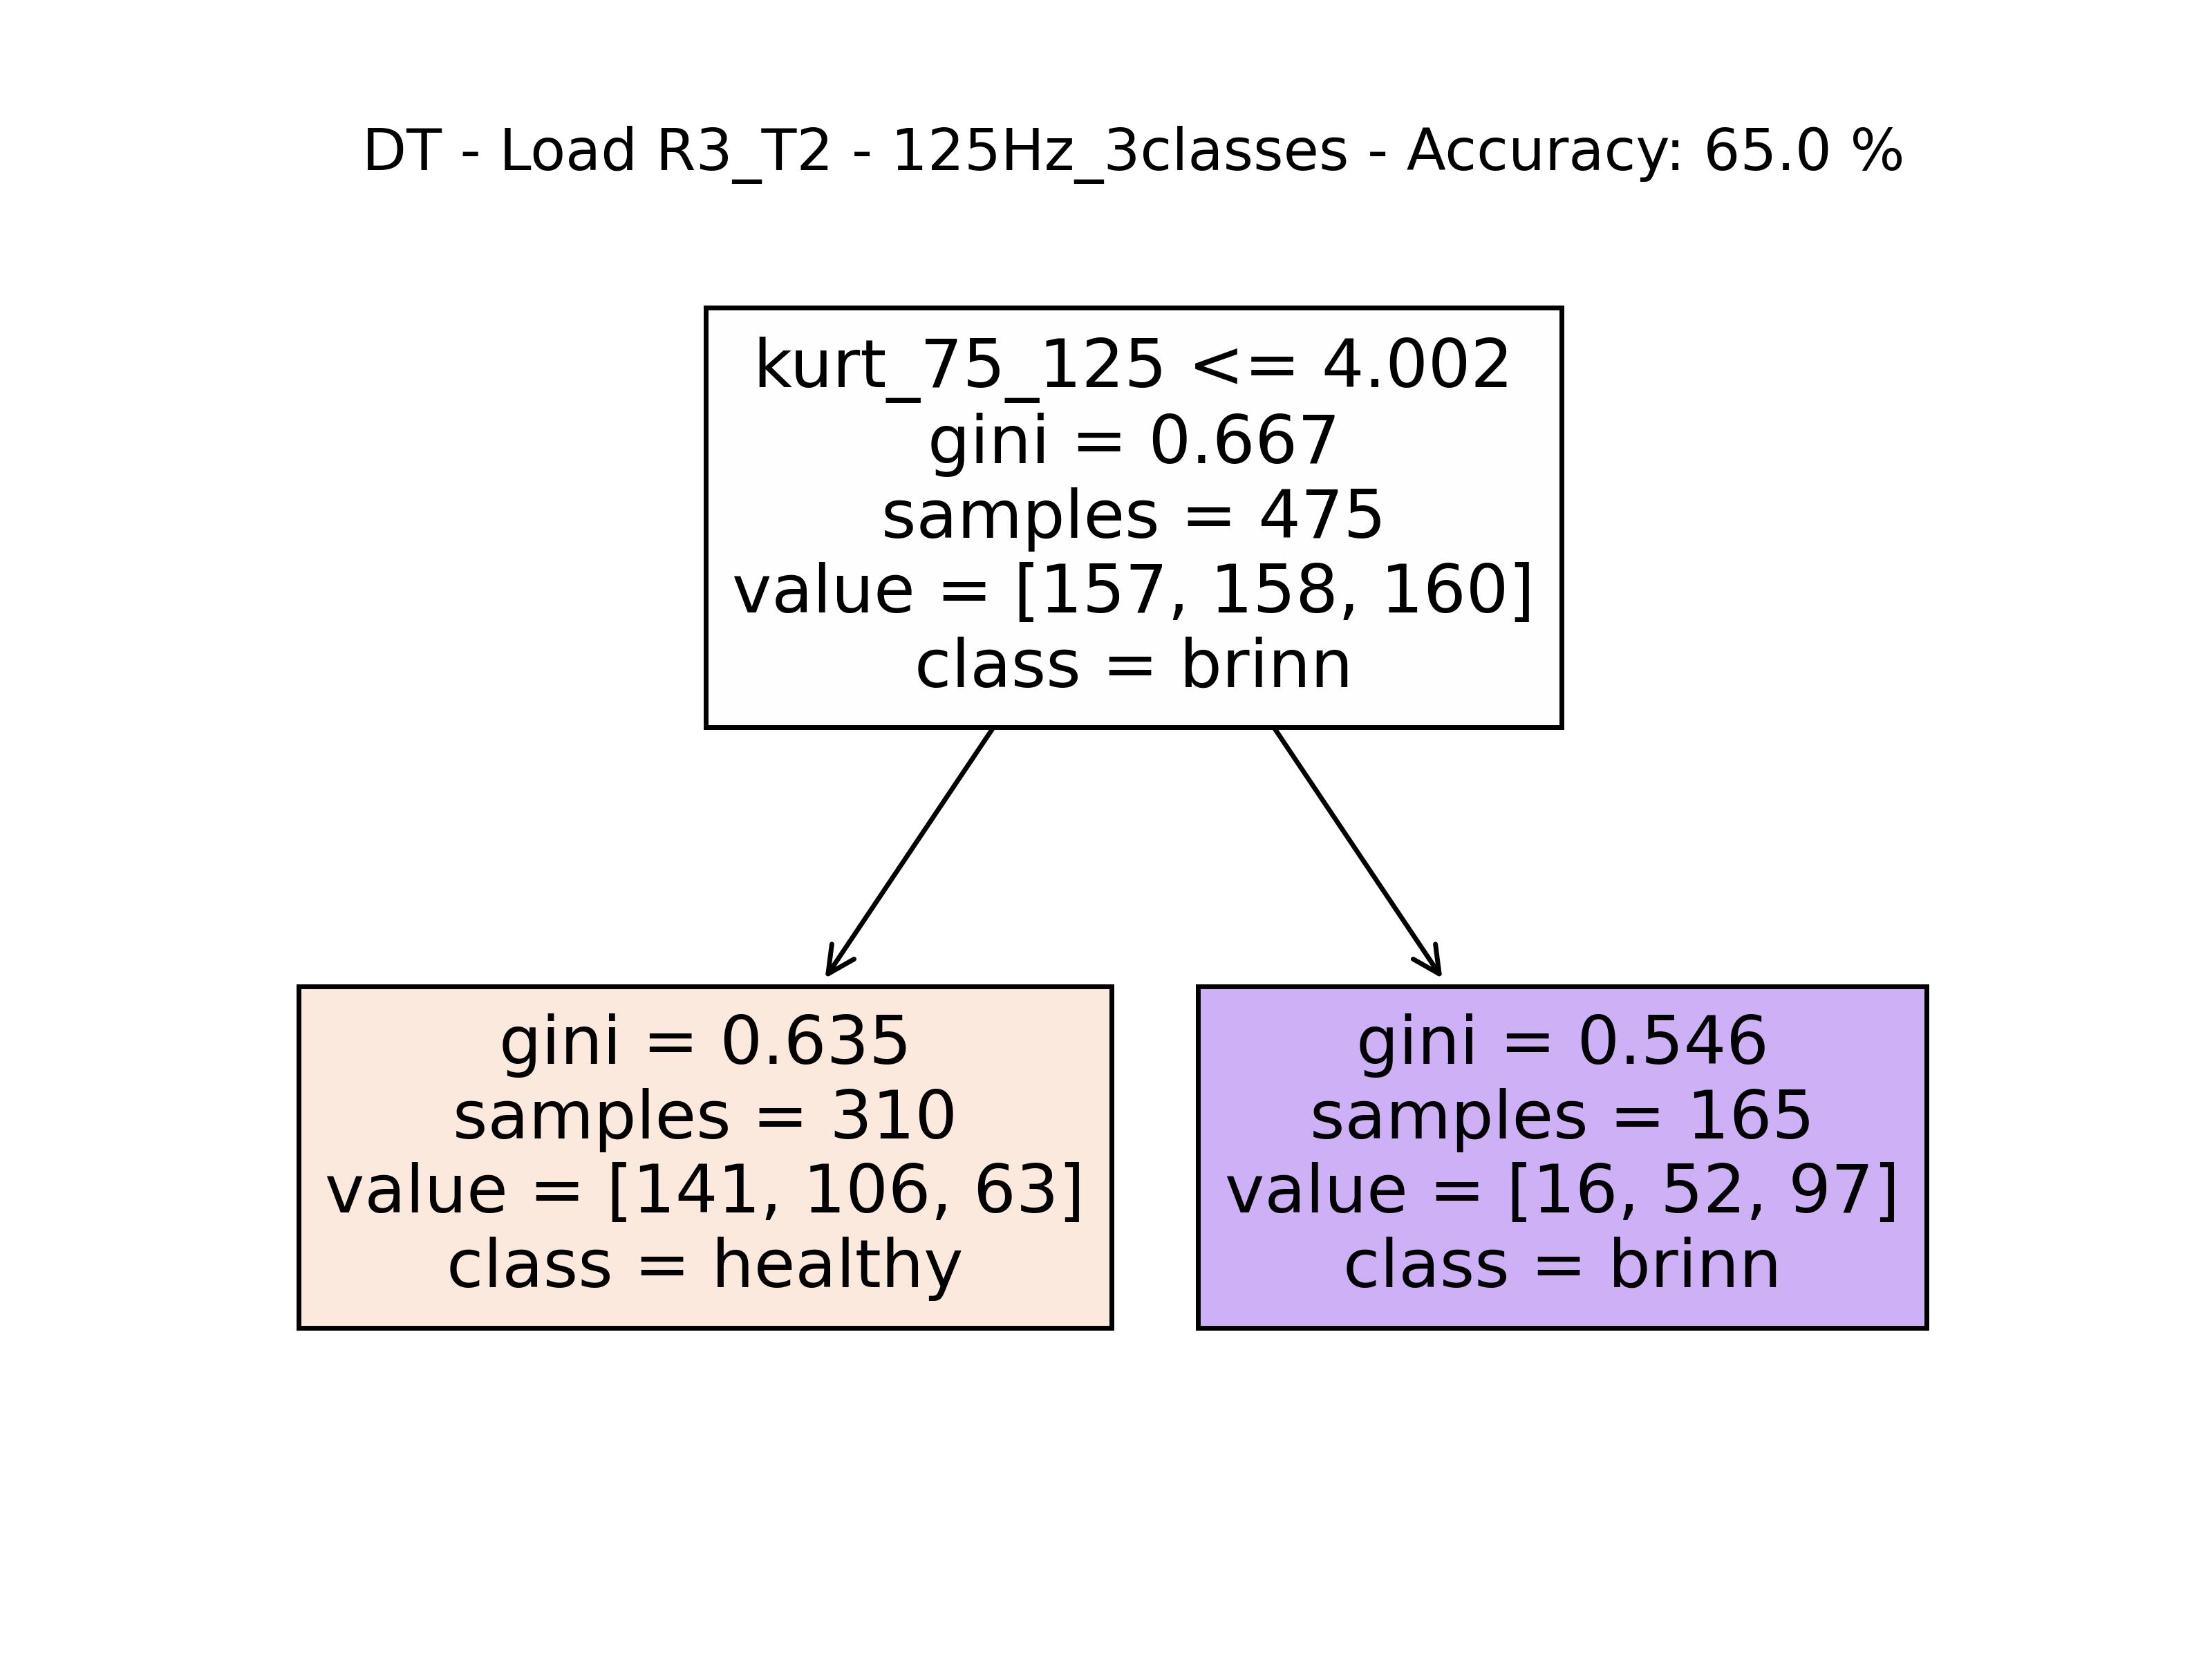 DT - Load R3_T2 - 125Hz_3classes - Accuracy: 65.0 %
kurt_75_125 <= 4.002
gini = 0.667
samples = 475
value = [157, 158, 160]
class = brinn
gini = 0.635
samples = 310
value = [141, 106, 63]
class = healthy
gini = 0.546
samples = 165
value = [16, 52, 97]
class = brinn